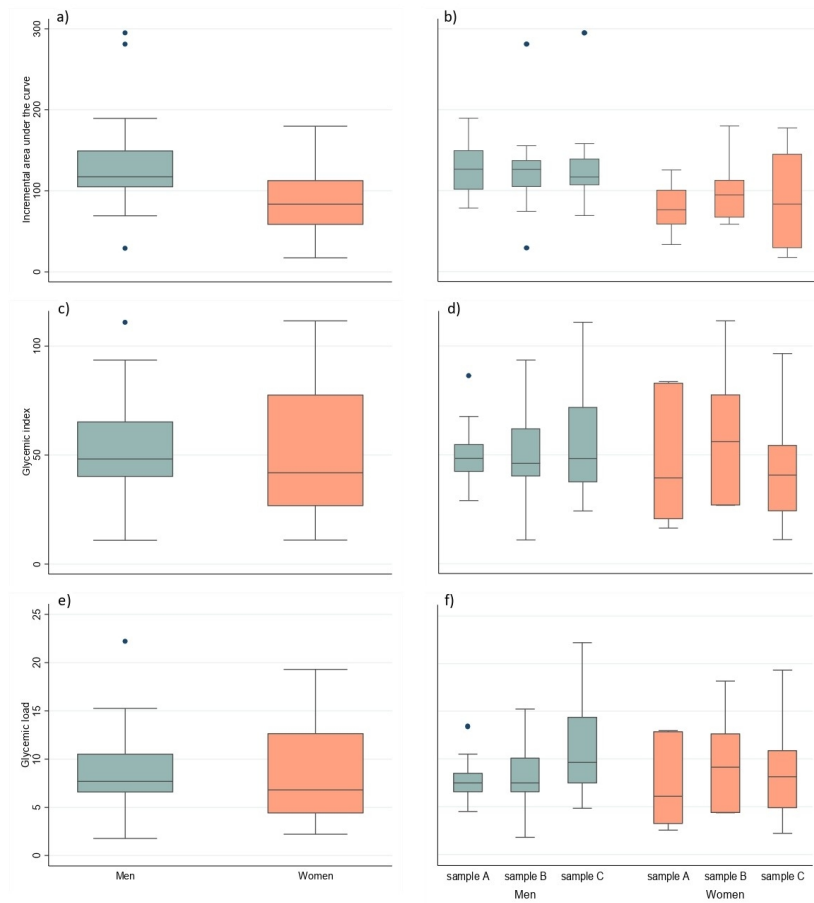 a)
b)
Incremental area under the curve
300
200
100
0
c)
d)
Glycemic index
100
50
0
e)
f)
Glycemic load
25
20
15
10
5
0
Men
Women
sample A
sample B
sample C
sample A
sample B
sample C
Men
Women